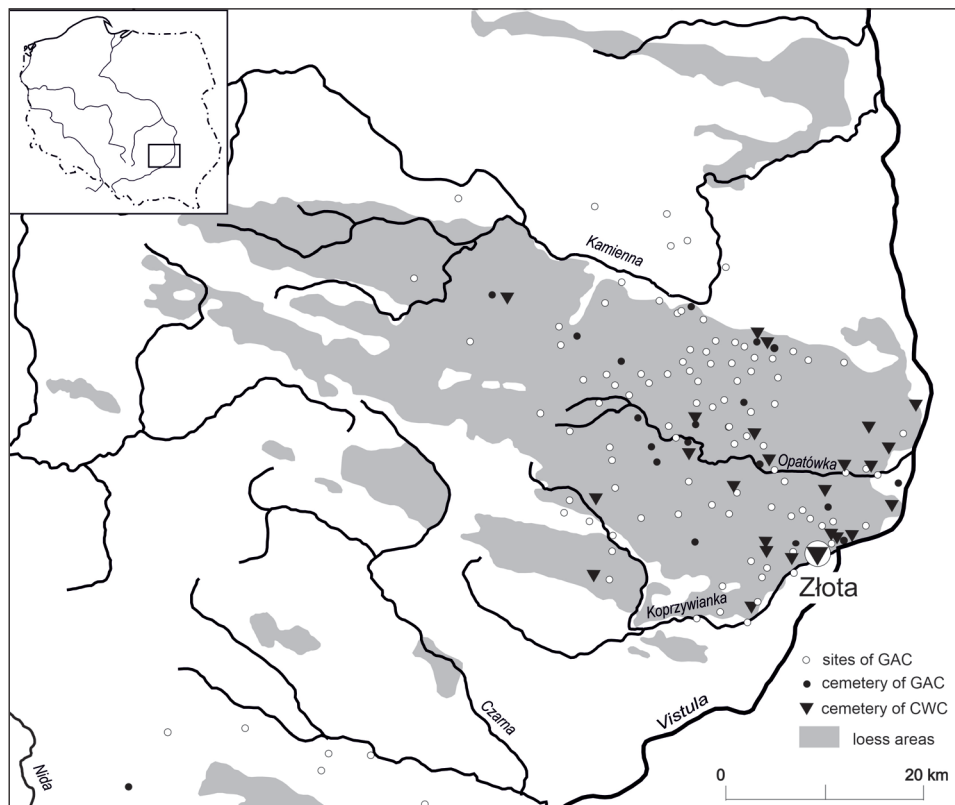 Kamienna
Opatówka
Złota
Koprzywianka
sites of GAC
cemetery of GAC
cemetery of CWC
loess areas
Vistula
Czarna
Nida
0 20 km